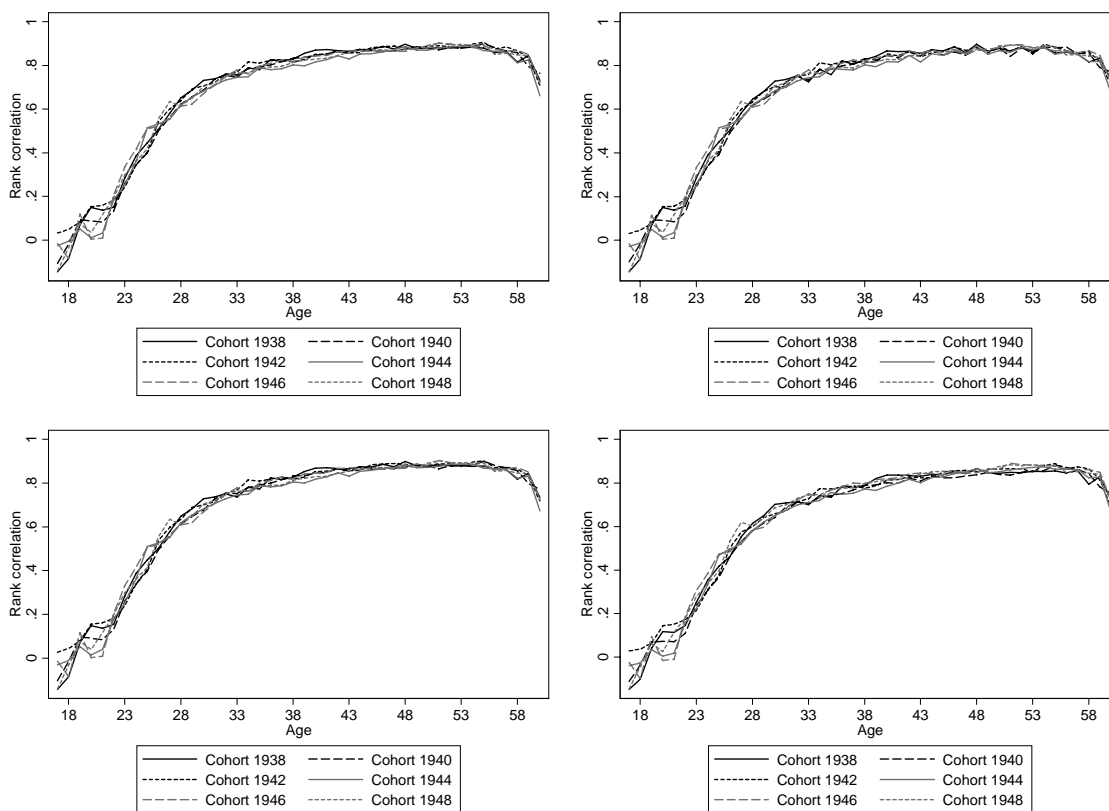 1
.8
.6
.4
.2
0
Rank correlation
18 23 28 33 38 43 48 53 58
Age
Cohort 1938 Cohort 1940
Cohort 1942 Cohort 1944
Cohort 1946 Cohort 1948
1
.8
.6
.4
.2
0
Rank correlation
18 23 28 33 38 43 48 53 58
Age
Cohort 1938 Cohort 1940
Cohort 1942 Cohort 1944
Cohort 1946 Cohort 1948
1
.8
.6
.4
.2
0
Rank correlation
18 23 28 33 38 43 48 53 58
Age
Cohort 1938 Cohort 1940
Cohort 1942 Cohort 1944
Cohort 1946 Cohort 1948
1
.8
.6
.4
.2
0
Rank correlation
18 23 28 33 38 43 48 53 58
Age
Cohort 1938 Cohort 1940
Cohort 1942 Cohort 1944
Cohort 1946 Cohort 1948